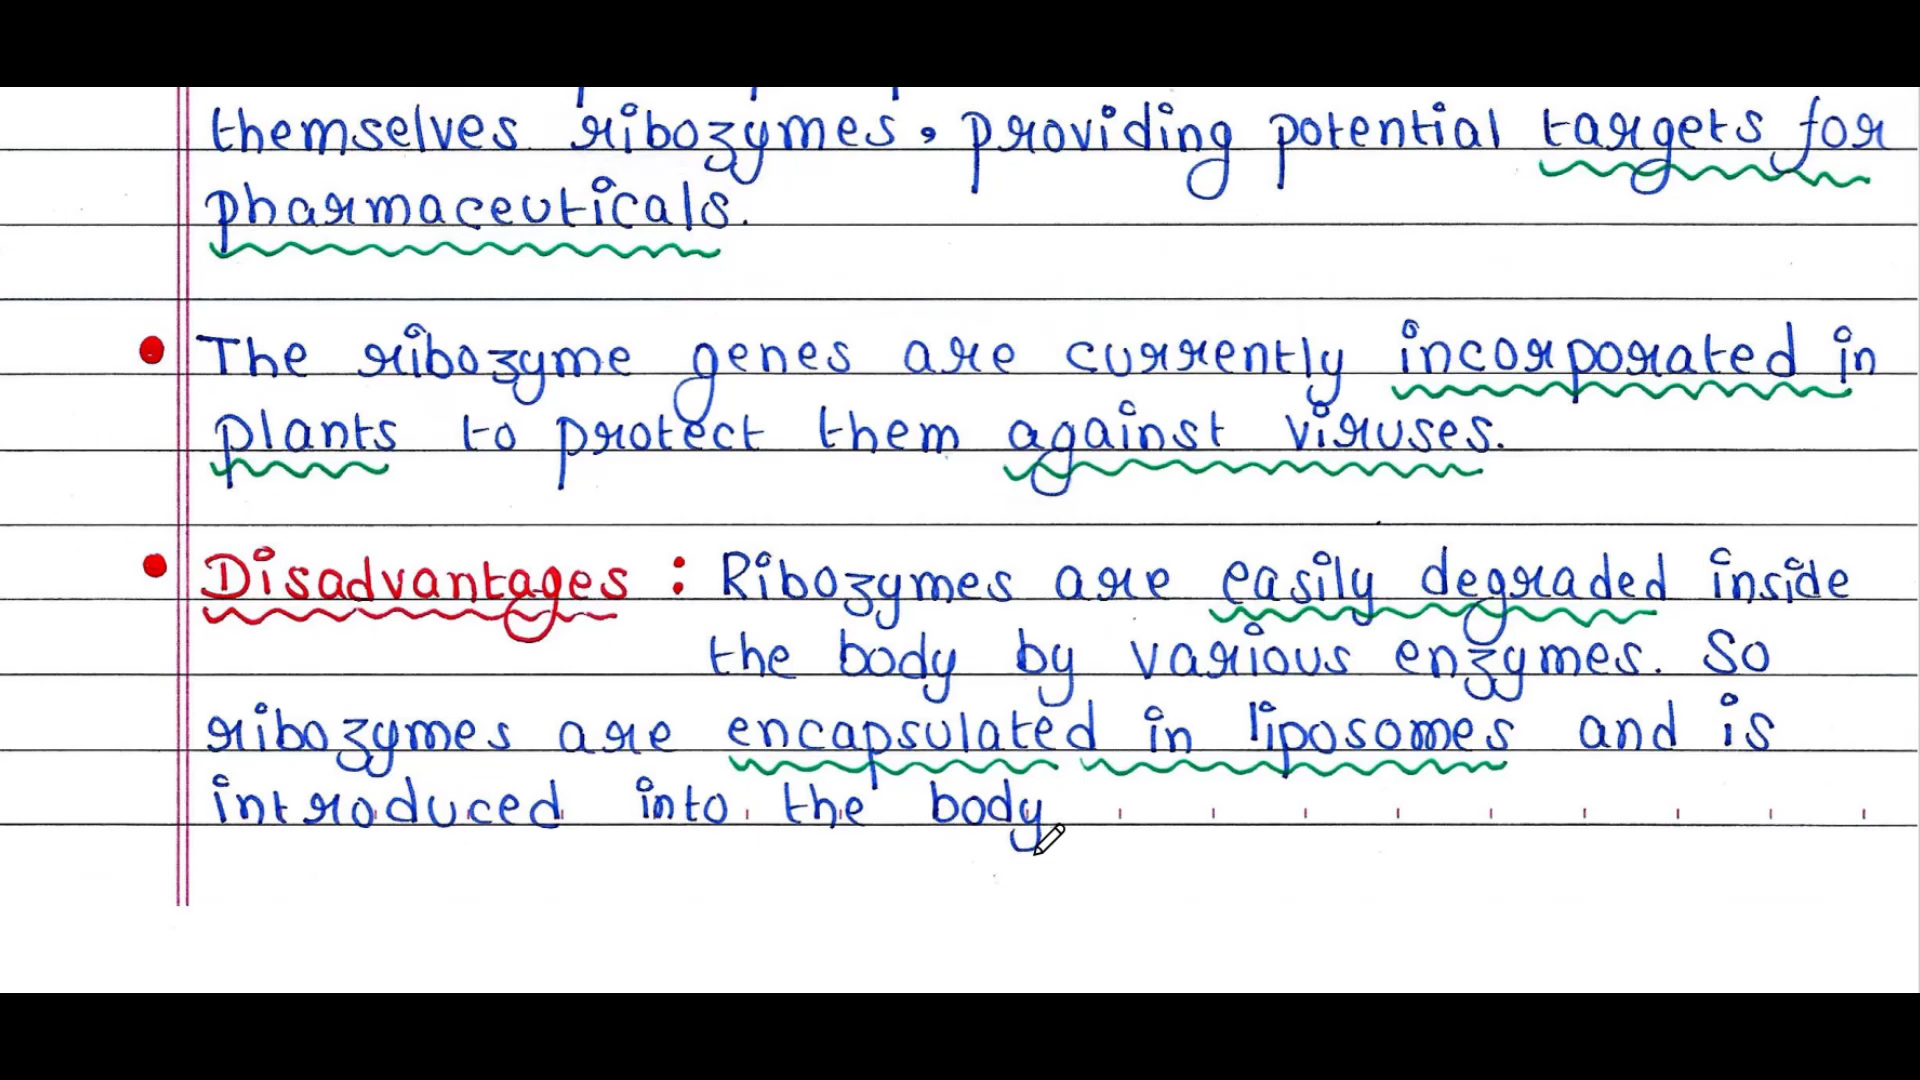 themselves ribozymes, providing potential targets for
pharmaceuticals.
• The ribozyme genes are currently incorporated in
plants to protect them against viruses.
• Disadvantages : Ribozymes are easily degraded inside
the body by various enzymes. So
ribozymes are encapsulated in liposomes and is
introduced into the body